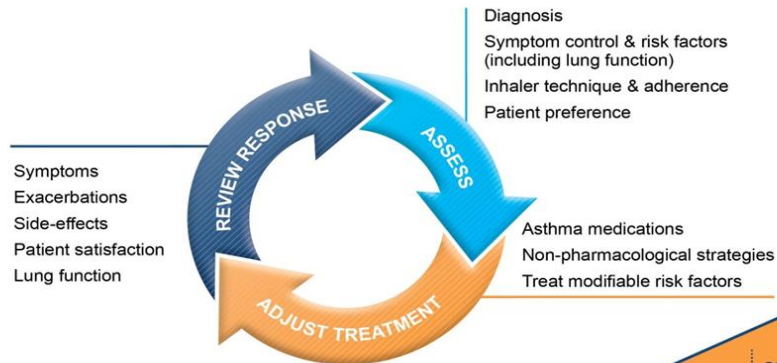 Diagnosis
Symptom control & risk factors
(including lung function)
Inhaler technique & adherence
Patient preference
REVIEW RESPONSE
ASSESS
Symptoms
Exacerbations
Side-effects
Patient satisfaction
Lung function
Asthma medications
Non-pharmacological strategies
Treat modifiable risk factors
ADJUST TREATMENT